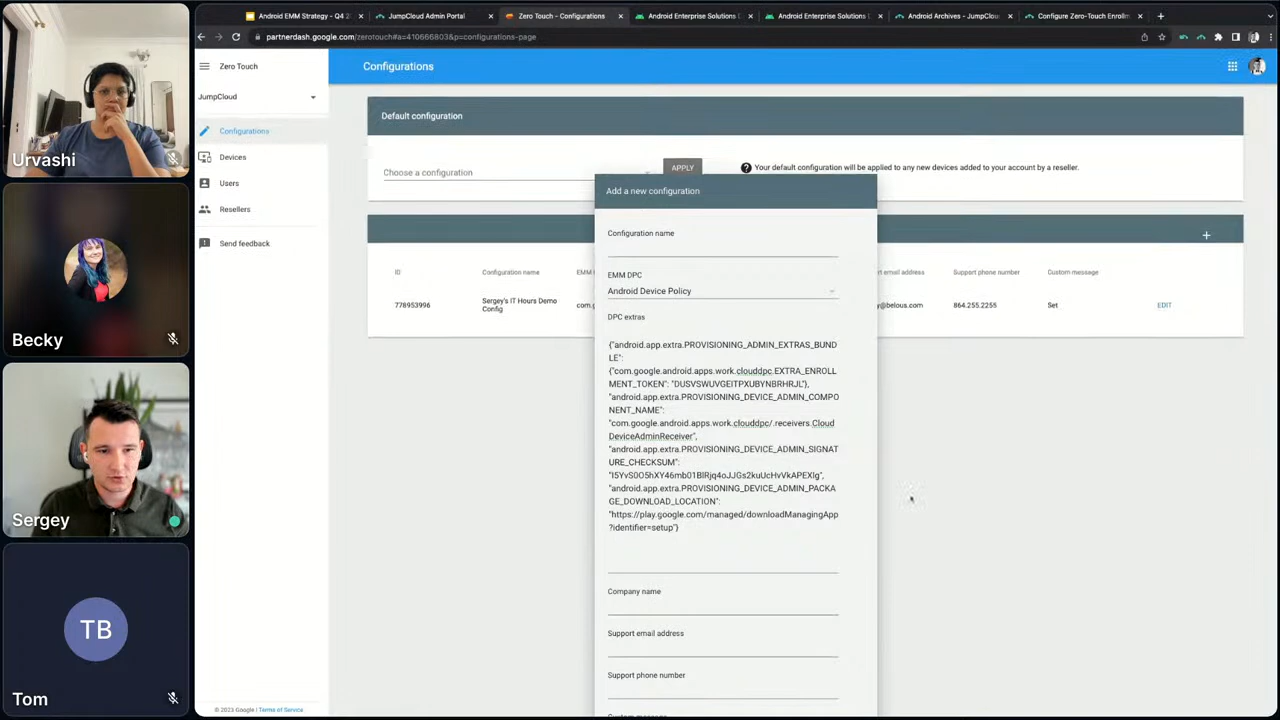 Urvashi
Becky
Sergey
TB
Tom
Android EMM Strategy - Q4 2
JumpCloud Admin Portal
Zero Touch - Configurations
Android Enterprise Solutions D
Android Enterprise Solutions D
Android Archives - JumpClou
Configure Zero-Touch Enrollm
partnerdash.google.com/zerotouch#a=410666803&p=configurations-page
Zero Touch
JumpCloud
Configurations
Devices
Users
Resellers
Send feedback
© 2023 Google | Terms of Service
Configurations
Default configuration
Choose a configuration
APPLY
Your default configuration will be applied to any new devices added to your account by a reseller.
ID
Configuration name
EMM
email address
Support phone number
Custom message
778953996
Sergey's IT Hours Demo
Config
com.g
y@belous.com
864.255.2255
Set
EDIT
Add a new configuration
Configuration name
EMM DPC
Android Device Policy
DPC extras
{"android.app.extra.PROVISIONING_ADMIN_EXTRAS_BUND
LE":
{"com.google.android.apps.work.clouddpc.EXTRA_ENROLL
MENT_TOKEN": "DUSVSWUVGEITPXUBYNBRHRJL"},
"android.app.extra.PROVISIONING_DEVICE_ADMIN_COMPO
NENT_NAME":
"com.google.android.apps.work.clouddpc/.receivers.Cloud
DeviceAdminReceiver",
"android.app.extra.PROVISIONING_DEVICE_ADMIN_SIGNAT
URE_CHECKSUM":
"I5YvS0O5hXY46mb01BlRjq4oJJGs2kuUcHvVkAPEXlg",
"android.app.extra.PROVISIONING_DEVICE_ADMIN_PACKA
GE_DOWNLOAD_LOCATION":
"https://play.google.com/managed/downloadManagingApp
?identifier=setup"}
Company name
Support email address
Support phone number